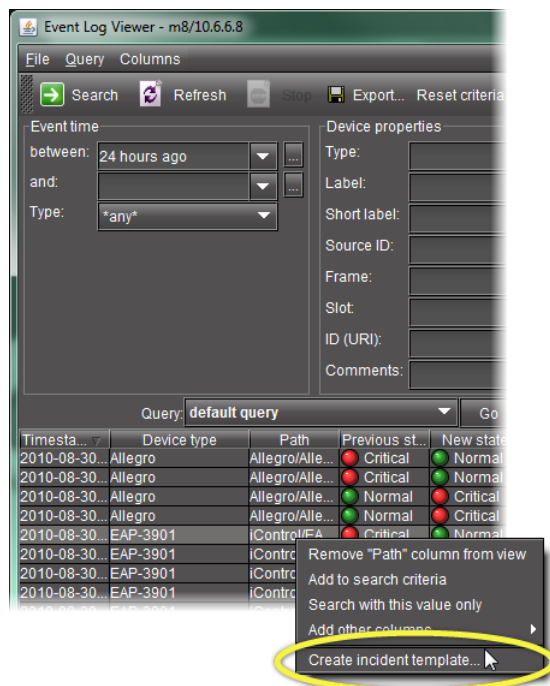 Event Log Viewer - m8/10.6.6.8
File Query Columns
Search Refresh Stop Export... Reset criteria
Event time
between: 24 hours ago ...
and: ...
Type: *any*
Device properties
Type:
Label:
Short label:
Source ID:
Frame:
Slot:
ID (URI):
Comments:
Query: default query Go
Timesta... Device type Path Previous st... New state
2010-08-30... Allegro Allegro/Alle... Critical Normal
2010-08-30... Allegro Allegro/Alle... Critical Normal
2010-08-30... Allegro Allegro/Alle... Normal Critical
2010-08-30... Allegro Allegro/Alle... Normal Critical
2010-08-30... EAP-3901 iControl/EA... Critical Normal
2010-08-30... EAP-3901 iContro
2010-08-30... EAP-3901 iContro
2010-08-30... EAP-3901 iContro
Remove "Path" column from view
Add to search criteria
Search with this value only
Add other columns
Create incident template...